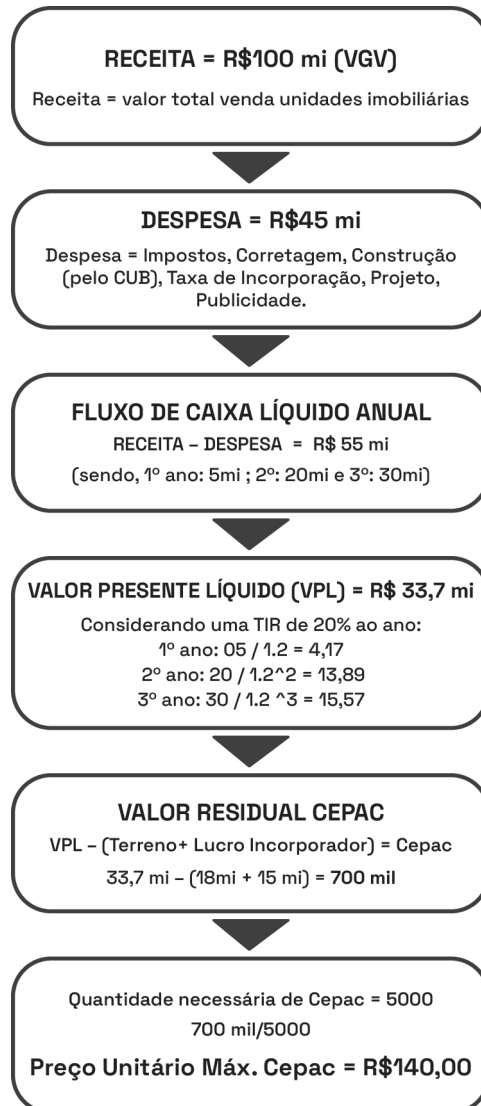 RECEITA = R$100 mi (VGV)
Receita = valor total venda unidades imobiliárias
DESPESA = R$45 mi
Despesa = Impostos, Corretagem, Construção
(pelo CUB), Taxa de Incorporação, Projeto,
Publicidade.
FLUXO DE CAIXA LÍQUIDO ANUAL
RECEITA – DESPESA = R$ 55 mi
(sendo, 1º ano: 5mi ; 2º: 20mi e 3º: 30mi)
VALOR PRESENTE LÍQUIDO (VPL) = R$ 33,7 mi
Considerando uma TIR de 20% ao ano:
1º ano: 05 / 1.2 = 4,17
2º ano: 20 / 1.2^2 = 13,89
3º ano: 30 / 1.2 ^3 = 15,57
VALOR RESIDUAL CEPAC
VPL – (Terreno+ Lucro Incorporador) = Cepac
33,7 mi – (18mi + 15 mi) = 700 mil
Quantidade necessária de Cepac = 5000
700 mil/5000
Preço Unitário Máx. Cepac = R$140,00